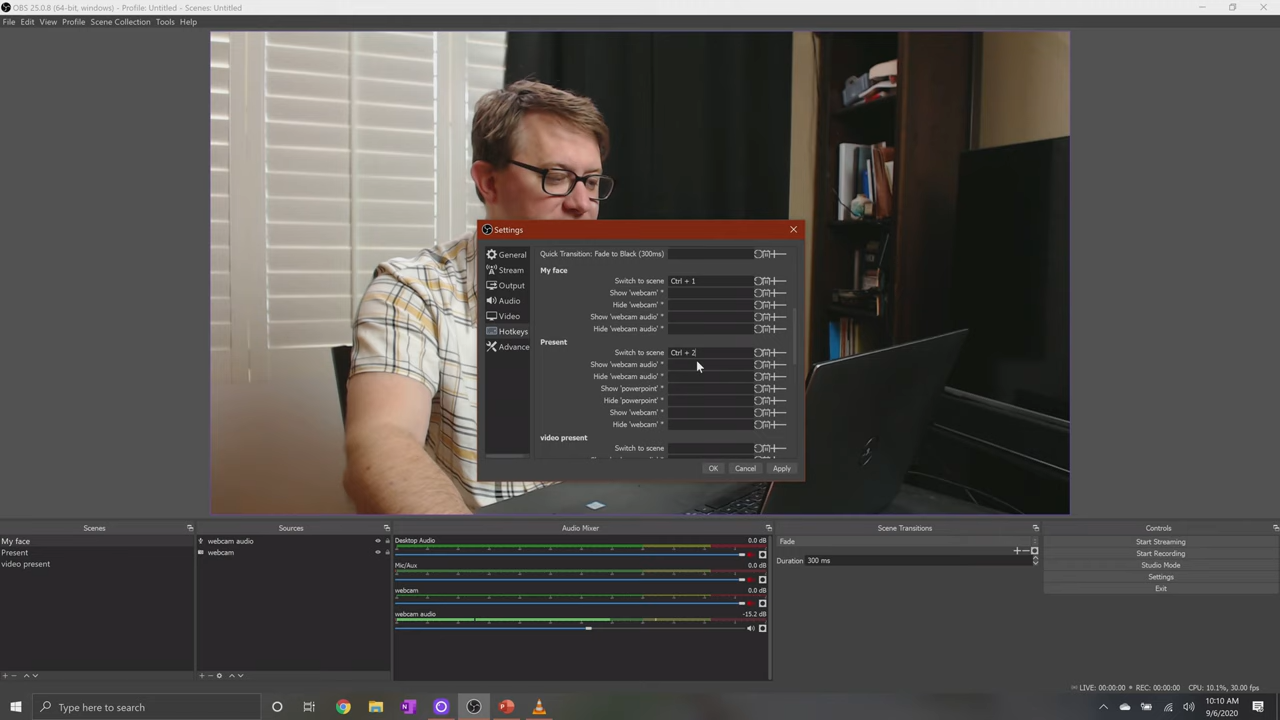 OBS 25.0.8 (64-bit, windows) - Profile: Untitled - Scenes: Untitled
File Edit View Profile Scene Collection Tools Help
Settings
General
Stream
Output
Audio
Video
Hotkeys
Advance
Quick Transition: Fade to Black (300ms)
My face
Switch to scene Ctrl + 1
Show 'webcam' *
Hide 'webcam' *
Show 'webcam audio' *
Hide 'webcam audio' *
Present
Switch to scene Ctrl + 2
Show 'webcam audio' *
Hide 'webcam audio' *
Show 'powerpoint' *
Hide 'powerpoint' *
Show 'webcam' *
Hide 'webcam' *
video present
Switch to scene
OK Cancel Apply
Scenes
My face
Present
video present
Sources
webcam audio
webcam
Audio Mixer
Desktop Audio 0.0 dB
Mic/Aux 0.0 dB
webcam 0.0 dB
webcam audio -15.2 dB
Scene Transitions
Fade
Duration 300 ms
Controls
Start Streaming
Start Recording
Studio Mode
Settings
Exit
LIVE: 00:00:00 REC: 00:00:00 CPU: 10.1%, 30.00 fps
Type here to search
10:10 AM
9/6/2020